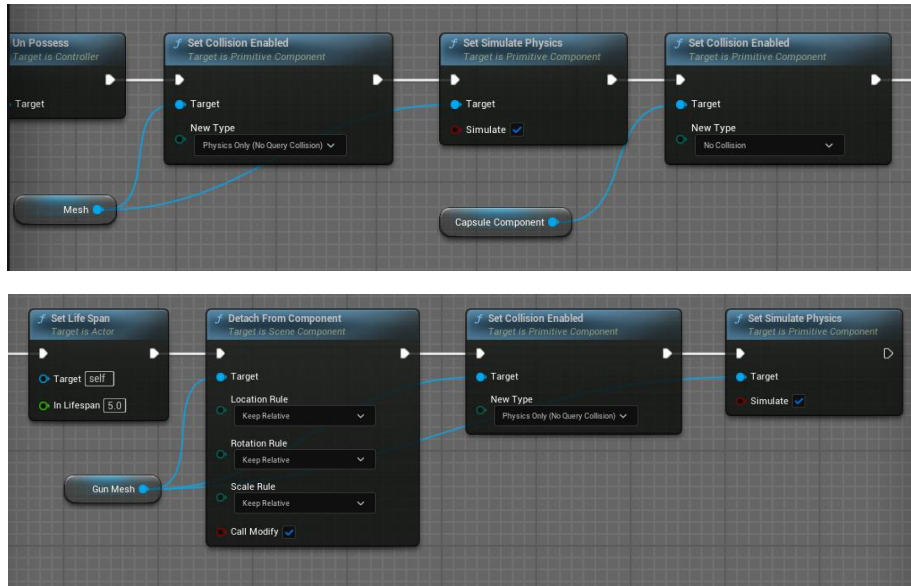 Un Possess
Target is Controller
Target
Set Collision Enabled
Target is Primitive Component
Target
New Type
Physics Only (No Query Collision)
Set Simulate Physics
Target is Primitive Component
Target
Simulate
Set Collision Enabled
Target is Primitive Component
Target
New Type
No Collision
Mesh
Capsule Component
Set Life Span
Target is Actor
Target self
In Lifespan 5.0
Detach From Component
Target is Scene Component
Target
Location Rule
Keep Relative
Rotation Rule
Keep Relative
Scale Rule
Keep Relative
Call Modify
Set Collision Enabled
Target is Primitive Component
Target
New Type
Physics Only (No Query Collision)
Set Simulate Physics
Target is Primitive Component
Target
Simulate
Gun Mesh